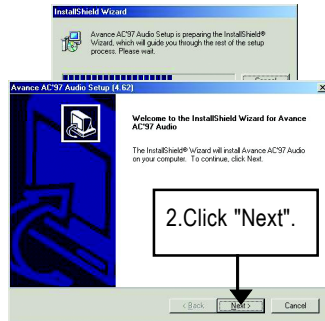 InstallShield Wizard
Avance AC'97 Audio Setup is preparing the InstallShield®
Wizard, which will guide you through the rest of the setup
process. Please wait.
Cancel
Avance AC'97 Audio Setup (4.62)
Welcome to the InstallShield Wizard for Avance
AC'97 Audio
The InstallShield® Wizard will install Avance AC'97 Audio
on your computer. To continue, click Next.
2.Click "Next".
< Back Next > Cancel